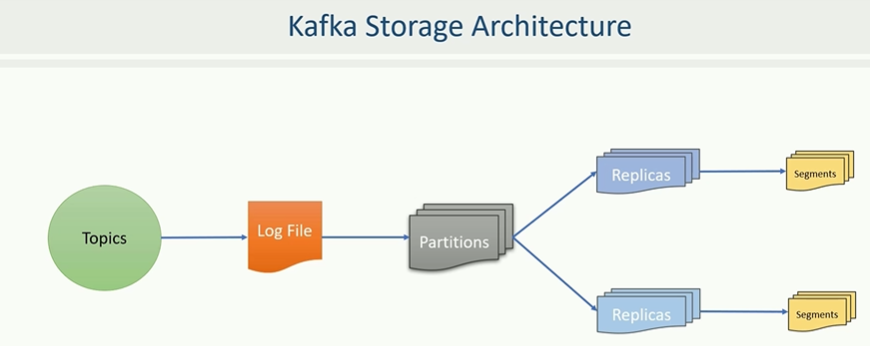 Kafka Storage Architecture
Topics
Log File
Partitions
Replicas
Segments
Replicas
Segments